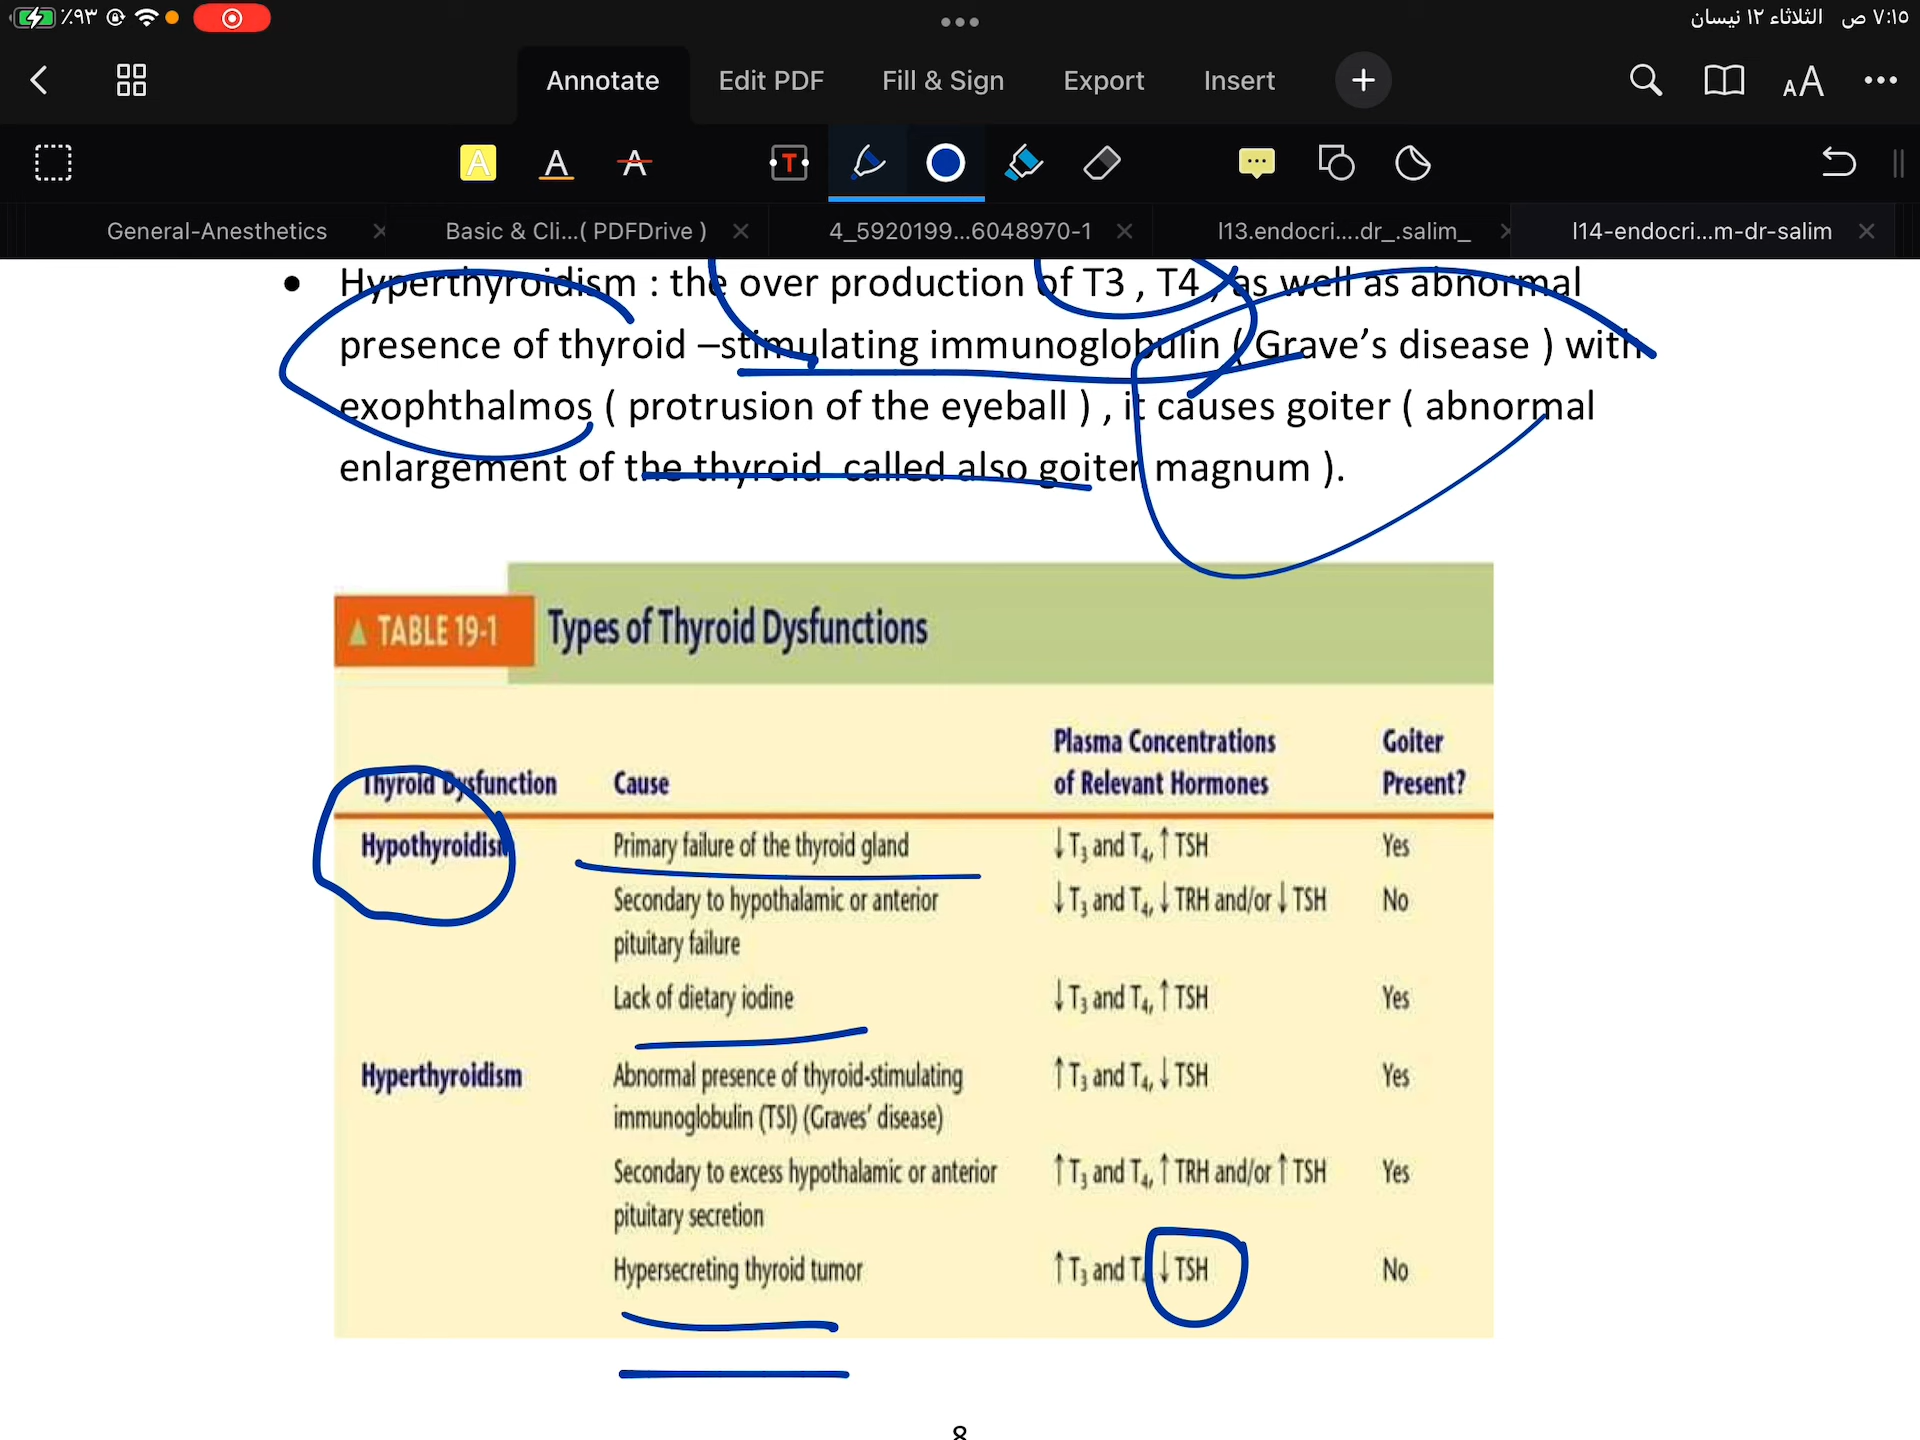 ٪٩٣
٧:١٥ ص الثلاثاء ١٢ نيسان
Annotate Edit PDF Fill & Sign Export Insert
General-Anesthetics Basic & Cli...( PDFDrive ) 4_5920199...6048970-1 l13.endocri....dr_.salim_ l14-endocri...m-dr-salim
• Hyperthyroidism : the over production of T3 , T4 , as well as abnormal
presence of thyroid –stimulating immunoglobulin ( Grave’s disease ) with
exophthalmos ( protrusion of the eyeball ) , it causes goiter ( abnormal
enlargement of the thyroid called also goiter magnum ).
▲ TABLE 19-1 Types of Thyroid Dysfunctions
Plasma Concentrations Goiter
Thyroid Dysfunction Cause of Relevant Hormones Present?
Hypothyroidism Primary failure of the thyroid gland ↓T3 and T4, ↑TSH Yes
Secondary to hypothalamic or anterior ↓T3 and T4, ↓TRH and/or ↓TSH No
pituitary failure
Lack of dietary iodine ↓T3 and T4, ↑TSH Yes
Hyperthyroidism Abnormal presence of thyroid-stimulating ↑T3 and T4, ↓TSH Yes
immunoglobulin (TSI) (Graves’ disease)
Secondary to excess hypothalamic or anterior ↑T3 and T4, ↑TRH and/or ↑TSH Yes
pituitary secretion
Hypersecreting thyroid tumor ↑T3 and T4, ↓TSH No
8